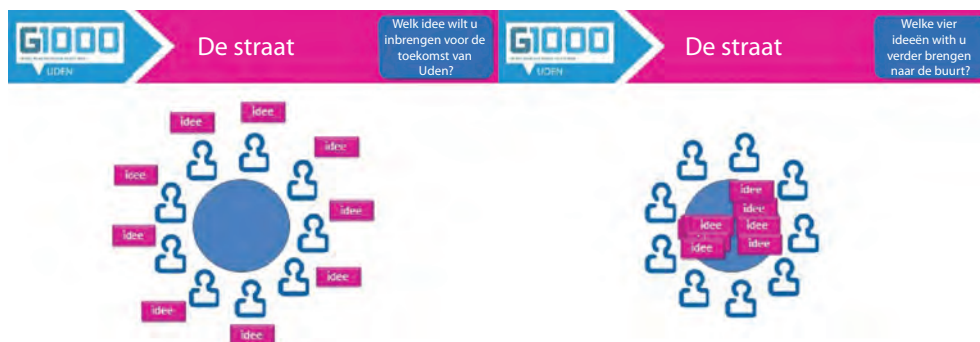 G1000
UDEN
De straat
Welk idee wilt u
inbrengen voor de
toekomst van
Uden?
idee
idee
idee
idee
idee
idee
idee
idee
idee
G1000
UDEN
De straat
Welke vier
ideeën with u
verder brengen
naar de buurt?
idee
idee
idee
idee
idee
idee